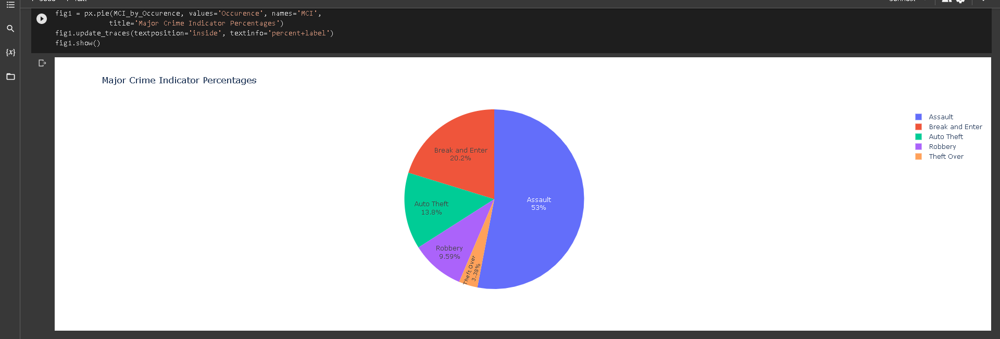 fig1 = px.pie(MCI_by_Occurence, values='Occurence', names='MCI',
title='Major Crime Indicator Percentages')
fig1.update_traces(textposition='inside', textinfo='percent+label')
fig1.show()
{x}
Major Crime Indicator Percentages
Assault
Break and Enter
Auto Theft
Robbery
Theft Over
Break and Enter
20.2%
Auto Theft
13.8%
Assault
53%
Robbery
9.59%
Theft Over
3.38%